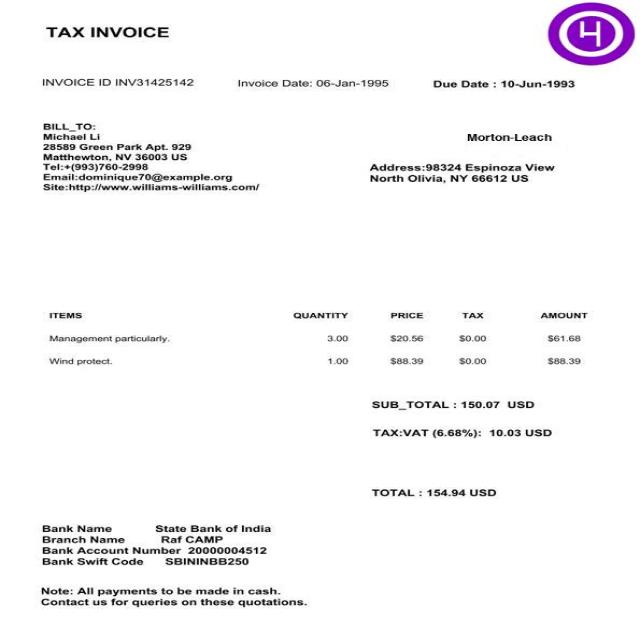 TAX INVOICE
INVOICE ID INV31425142 Invoice Date: 06-Jan-1995 Due Date : 10-Jun-1993
BILL_TO:
Michael Li
28589 Green Park Apt. 929
Matthewton, NV 36003 US
Tel:+(993)760-2998
Email:dominique70@example.org
Site:http://www.williams-williams.com/
Morton-Leach
Address:98324 Espinoza View
North Olivia, NY 66612 US
ITEMS QUANTITY PRICE TAX AMOUNT
Management particularly. 3.00 $20.56 $0.00 $61.68
Wind protect. 1.00 $88.39 $0.00 $88.39
SUB_TOTAL : 150.07 USD
TAX:VAT (6.68%): 10.03 USD
TOTAL : 154.94 USD
Bank Name State Bank of India
Branch Name Raf CAMP
Bank Account Number 20000004512
Bank Swift Code SBININBB250
Note: All payments to be made in cash.
Contact us for queries on these quotations.